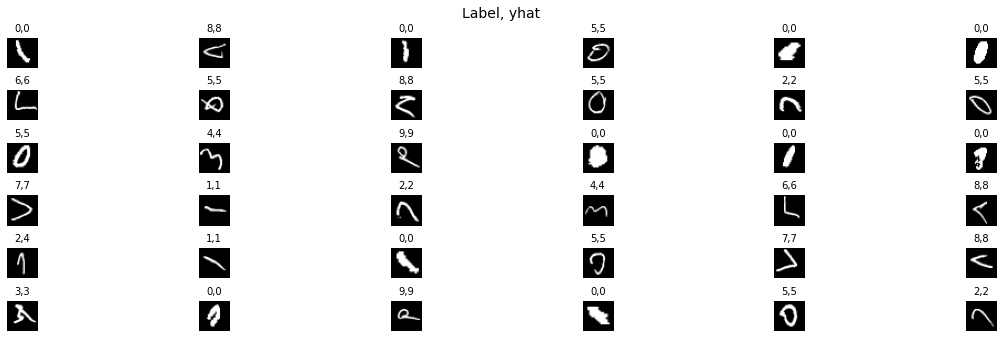 Label, yhat
0,0 8,8 0,0 5,5 0,0 0,0
6,6 5,5 8,8 5,5 2,2 5,5
5,5 4,4 9,9 0,0 0,0 0,0
7,7 1,1 2,2 4,4 6,6 8,8
2,4 1,1 0,0 5,5 7,7 8,8
3,3 0,0 9,9 0,0 5,5 2,2